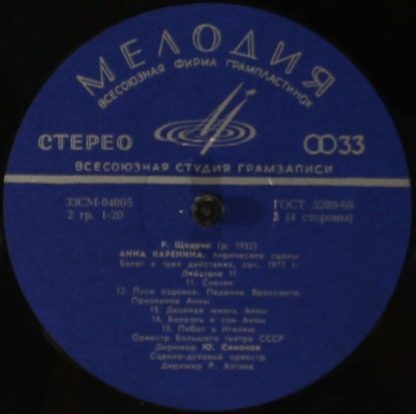 МЕЛОДИЯ
ВСЕСОЮЗНАЯ ФИРМА ГРАМПЛАСТИНОК
СТЕРЕО
33
ВСЕСОЮЗНАЯ СТУДИЯ ГРАМЗАПИСИ
33СМ-04005
ГОСТ 5289-68
2 гр. 1-20
3 (4 стороны)
Р. Щедрин (р. 1932)
АННА КАРЕНИНА, лирические сцены
Балет в трех действиях, соч. 1971 г.
Действие II
11. Скачки
12. Пуск ездоков. Падение Вронского.
Признание Анны
13. Двойная жизнь Анны
14. Болезнь и сон Анны
15. Побег в Италию
Оркестр Большого театра СССР
Дирижер Ю. Симонов
Сценно-духовой оркестр
Дирижер Р. Алтаев